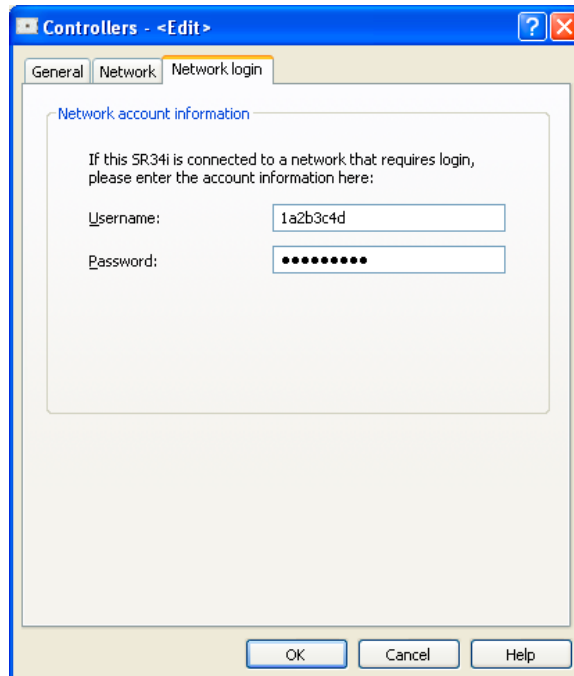 Controllers - <Edit>
General Network Network login
Network account information
If this SR34i is connected to a network that requires login,
please enter the account information here:
Username: 1a2b3c4d
Password: ●●●●●●●●●
OK Cancel Help